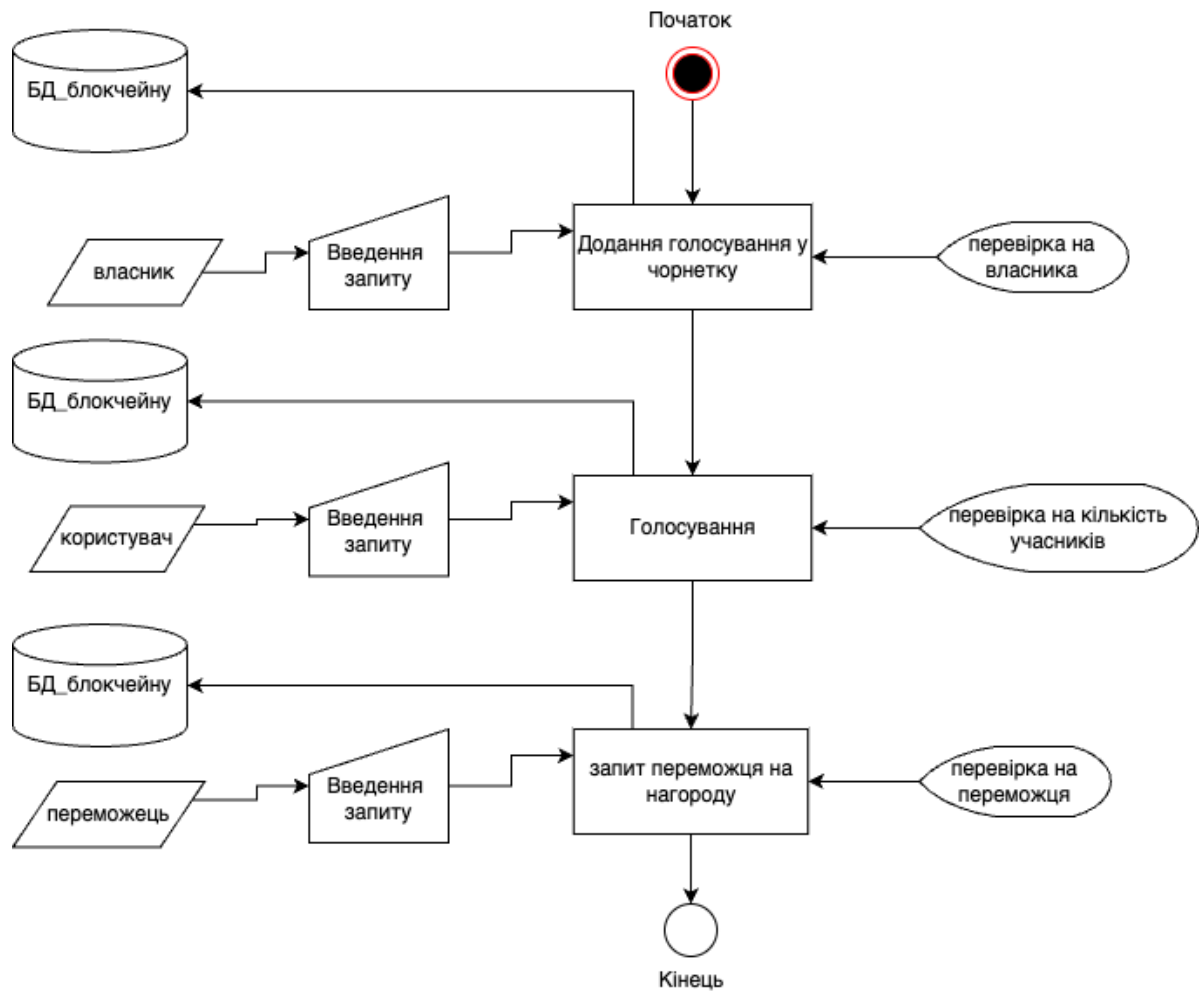 Початок
БД_блокчейну
власник
Введення
запиту
Додання голосування у
чорнетку
перевірка на
власника
БД_блокчейну
користувач
Введення
запиту
Голосування
перевірка на кількість
учасників
БД_блокчейну
переможець
Введення
запиту
запит переможця на
нагороду
перевірка на
переможця
Кінець